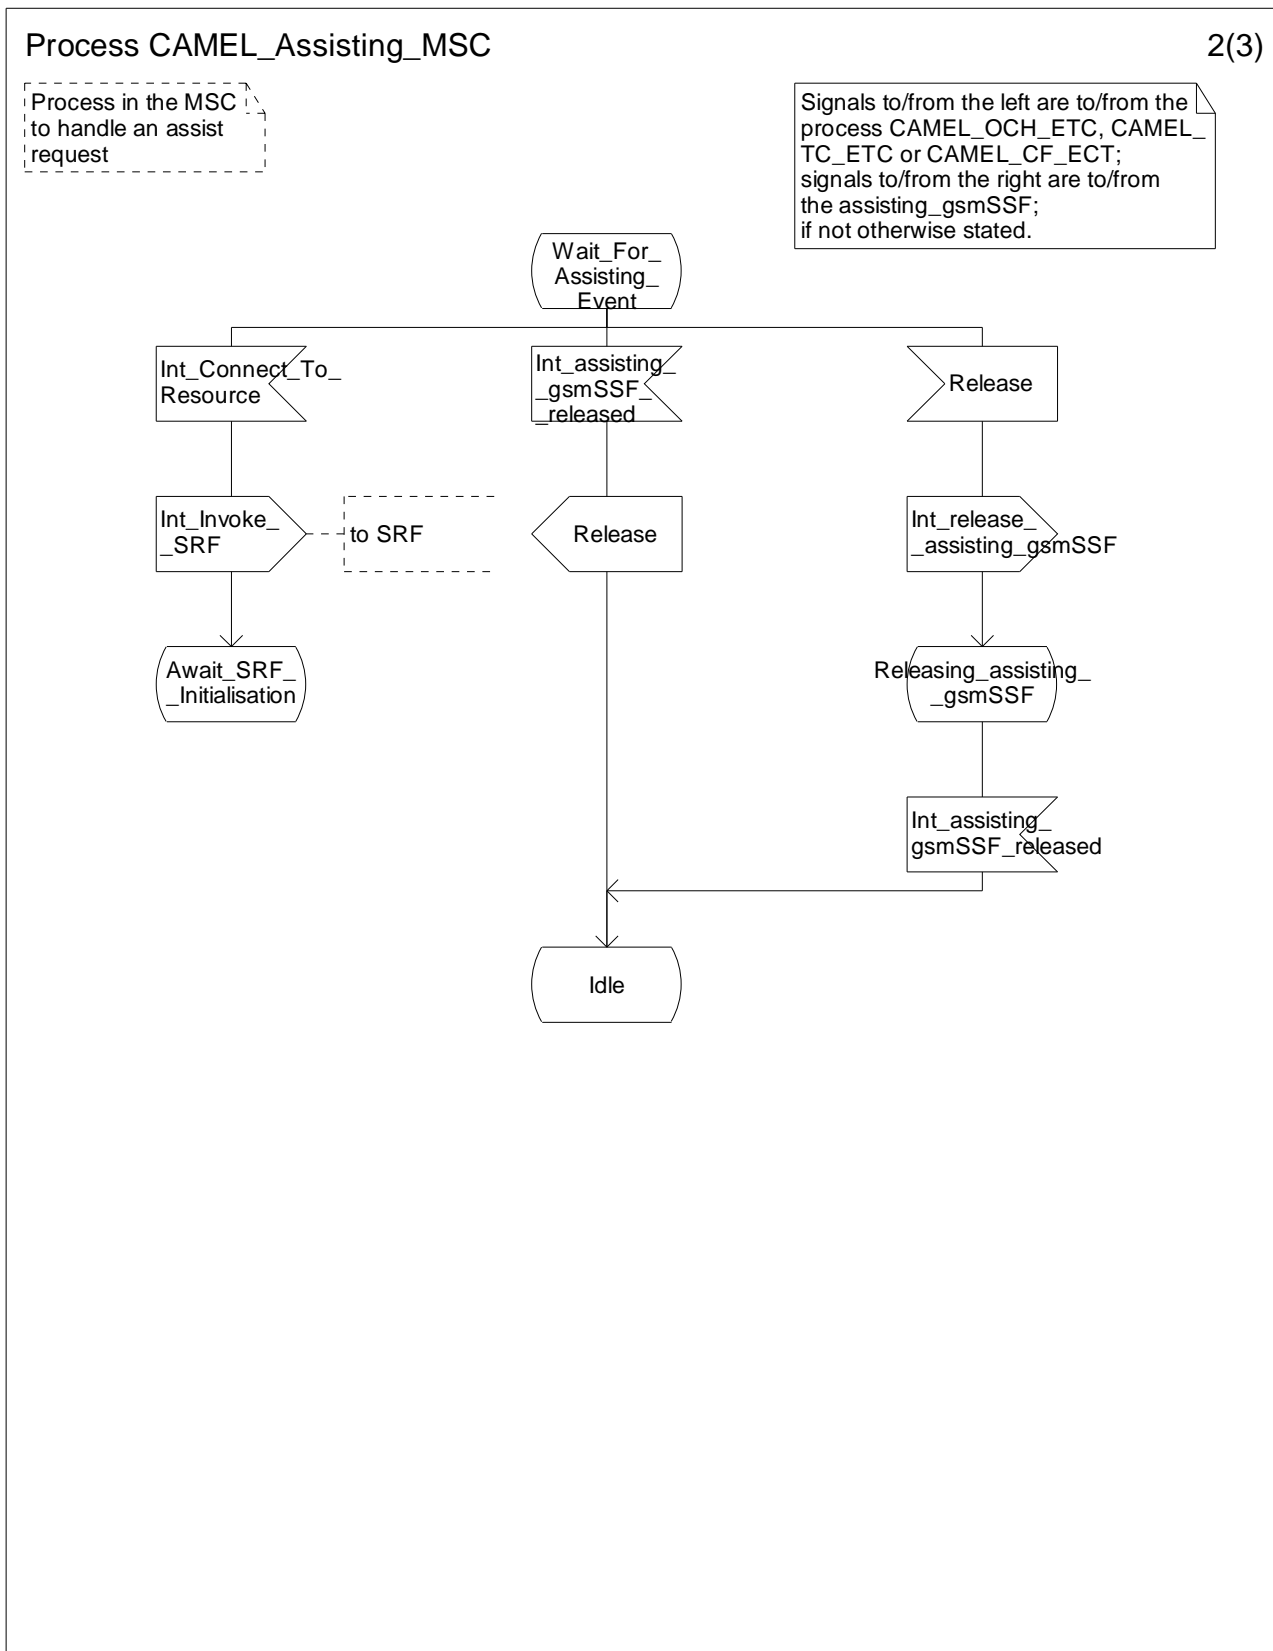 Process CAMEL_Assisting_MSC
2(3)
Process in the MSC
to handle an assist
request
Signals to/from the left are to/from the
process CAMEL_OCH_ETC, CAMEL_
TC_ETC or CAMEL_CF_ECT;
signals to/from the right are to/from
the assisting_gsmSSF;
if not otherwise stated.
Wait_For_
Assisting_
Event
Int_Connect_To_
Resource
Int_assisting_
_gsmSSF_
_released
Release
Int_Invoke_
_SRF
to SRF
Release
Int_release_
_assisting_gsmSSF
Await_SRF_
_Initialisation
Releasing_assisting_
_gsmSSF
Int_assisting_
gsmSSF_released
Idle